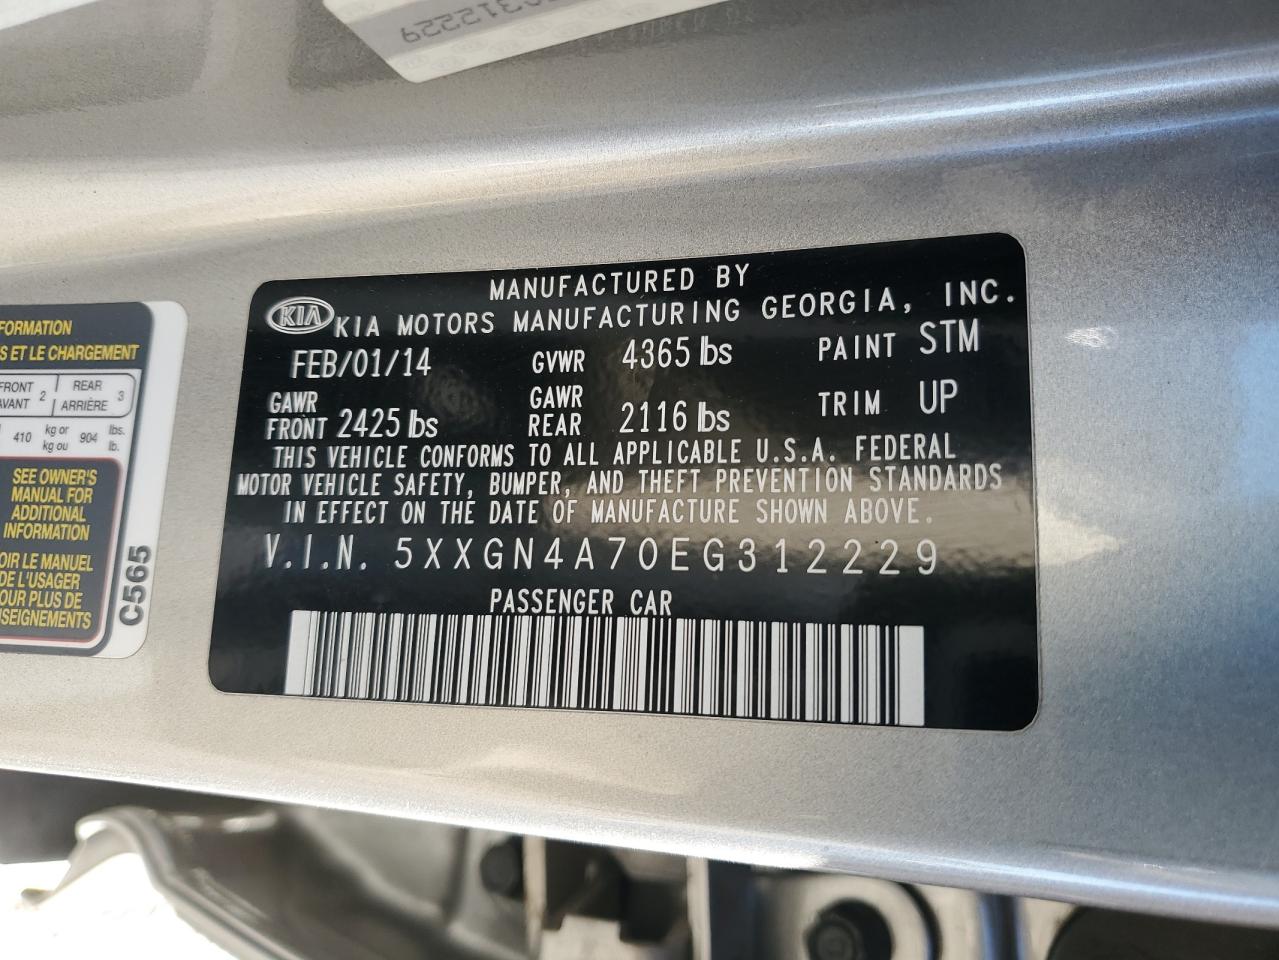 312229
FORMATION
S ET LE CHARGEMENT
FRONT 2 REAR 3
AVANT ARRIÈRE
410 kg or 904 lbs.
kg ou lb.
SEE OWNER'S
MANUAL FOR
ADDITIONAL
INFORMATION
OIR LE MANUEL
DE L'USAGER
OUR PLUS DE
SEIGNEMENTS
C565
KIA
MANUFACTURED BY
KIA MOTORS MANUFACTURING GEORGIA, INC.
FEB/01/14 GVWR 4365 lbs PAINT STM
GAWR FRONT 2425 lbs GAWR REAR 2116 lbs TRIM UP
THIS VEHICLE CONFORMS TO ALL APPLICABLE U.S.A. FEDERAL
MOTOR VEHICLE SAFETY, BUMPER, AND THEFT PREVENTION STANDARDS
IN EFFECT ON THE DATE OF MANUFACTURE SHOWN ABOVE.
V.I.N. 5XXGN4A70EG312229
PASSENGER CAR